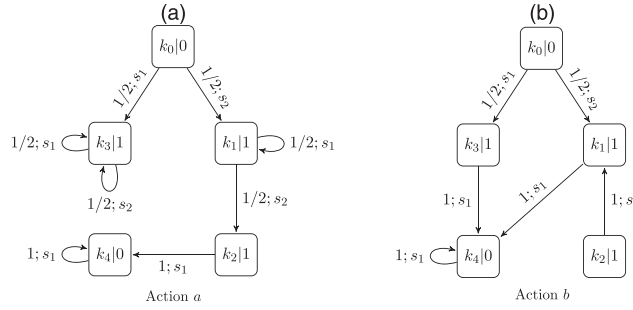 (a) (b)
k₀|0 k₀|0
1/2; s₁ 1/2; s₂ 1/2; s₁ 1/2; s₂
1/2; s₁ k₃|1 k₁|1 1/2; s₁ k₃|1 k₁|1
1/2; s₂ 1/2; s₂ 1; s₁ 1; s₁ 1; s
1; s₁ k₄|0 1; s₁ k₂|1 1; s₁ k₄|0 k₂|1
Action a Action b